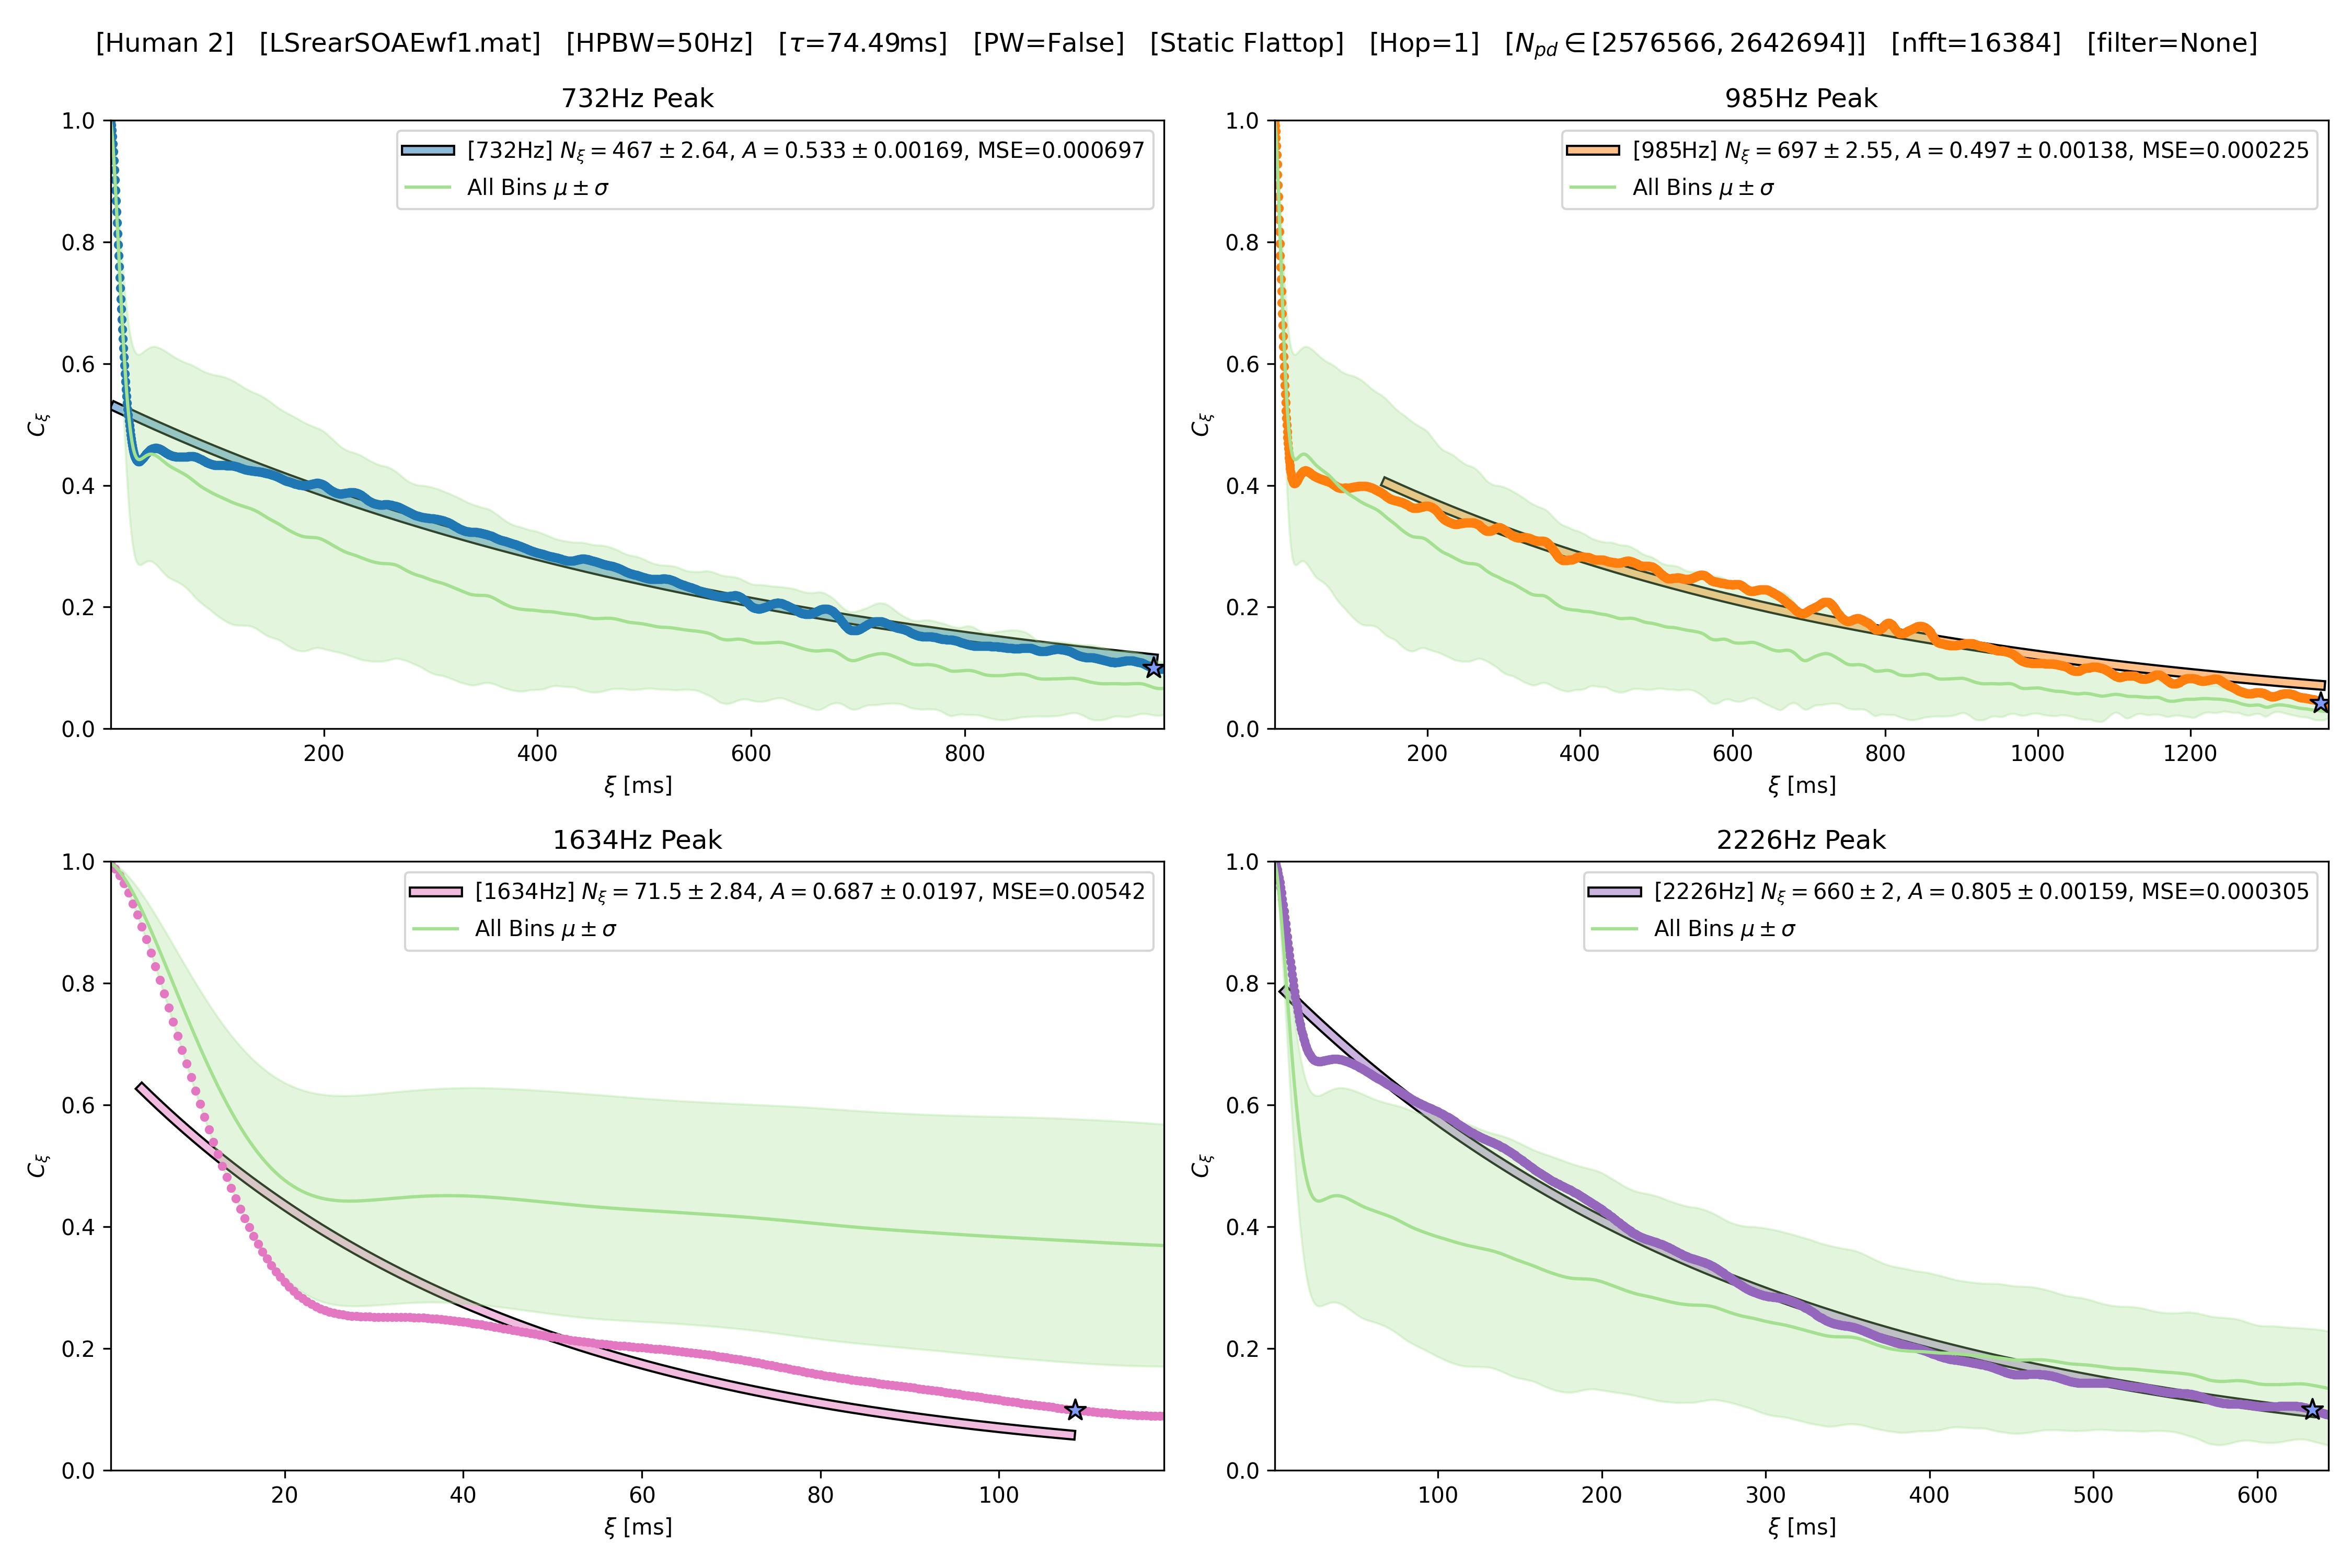 [Human 2] [LSrearSOAEwf1.mat] [HPBW=50Hz] [τ=74.49ms] [PW=False] [Static Flattop] [Hop=1] [N_pd ∈ [2576566, 2642694]] [nfft=16384] [filter=None]
732Hz Peak
[732Hz] N_ξ = 467 ± 2.64, A = 0.533 ± 0.00169, MSE=0.000697
All Bins μ ± σ
1.0
0.8
0.6
0.4
0.2
0.0
C_ξ
200 400 600 800
ξ [ms]
985Hz Peak
[985Hz] N_ξ = 697 ± 2.55, A = 0.497 ± 0.00138, MSE=0.000225
All Bins μ ± σ
1.0
0.8
0.6
0.4
0.2
0.0
C_ξ
200 400 600 800 1000 1200
ξ [ms]
1634Hz Peak
[1634Hz] N_ξ = 71.5 ± 2.84, A = 0.687 ± 0.0197, MSE=0.00542
All Bins μ ± σ
1.0
0.8
0.6
0.4
0.2
0.0
C_ξ
20 40 60 80 100
ξ [ms]
2226Hz Peak
[2226Hz] N_ξ = 660 ± 2, A = 0.805 ± 0.00159, MSE=0.000305
All Bins μ ± σ
1.0
0.8
0.6
0.4
0.2
0.0
C_ξ
100 200 300 400 500 600
ξ [ms]